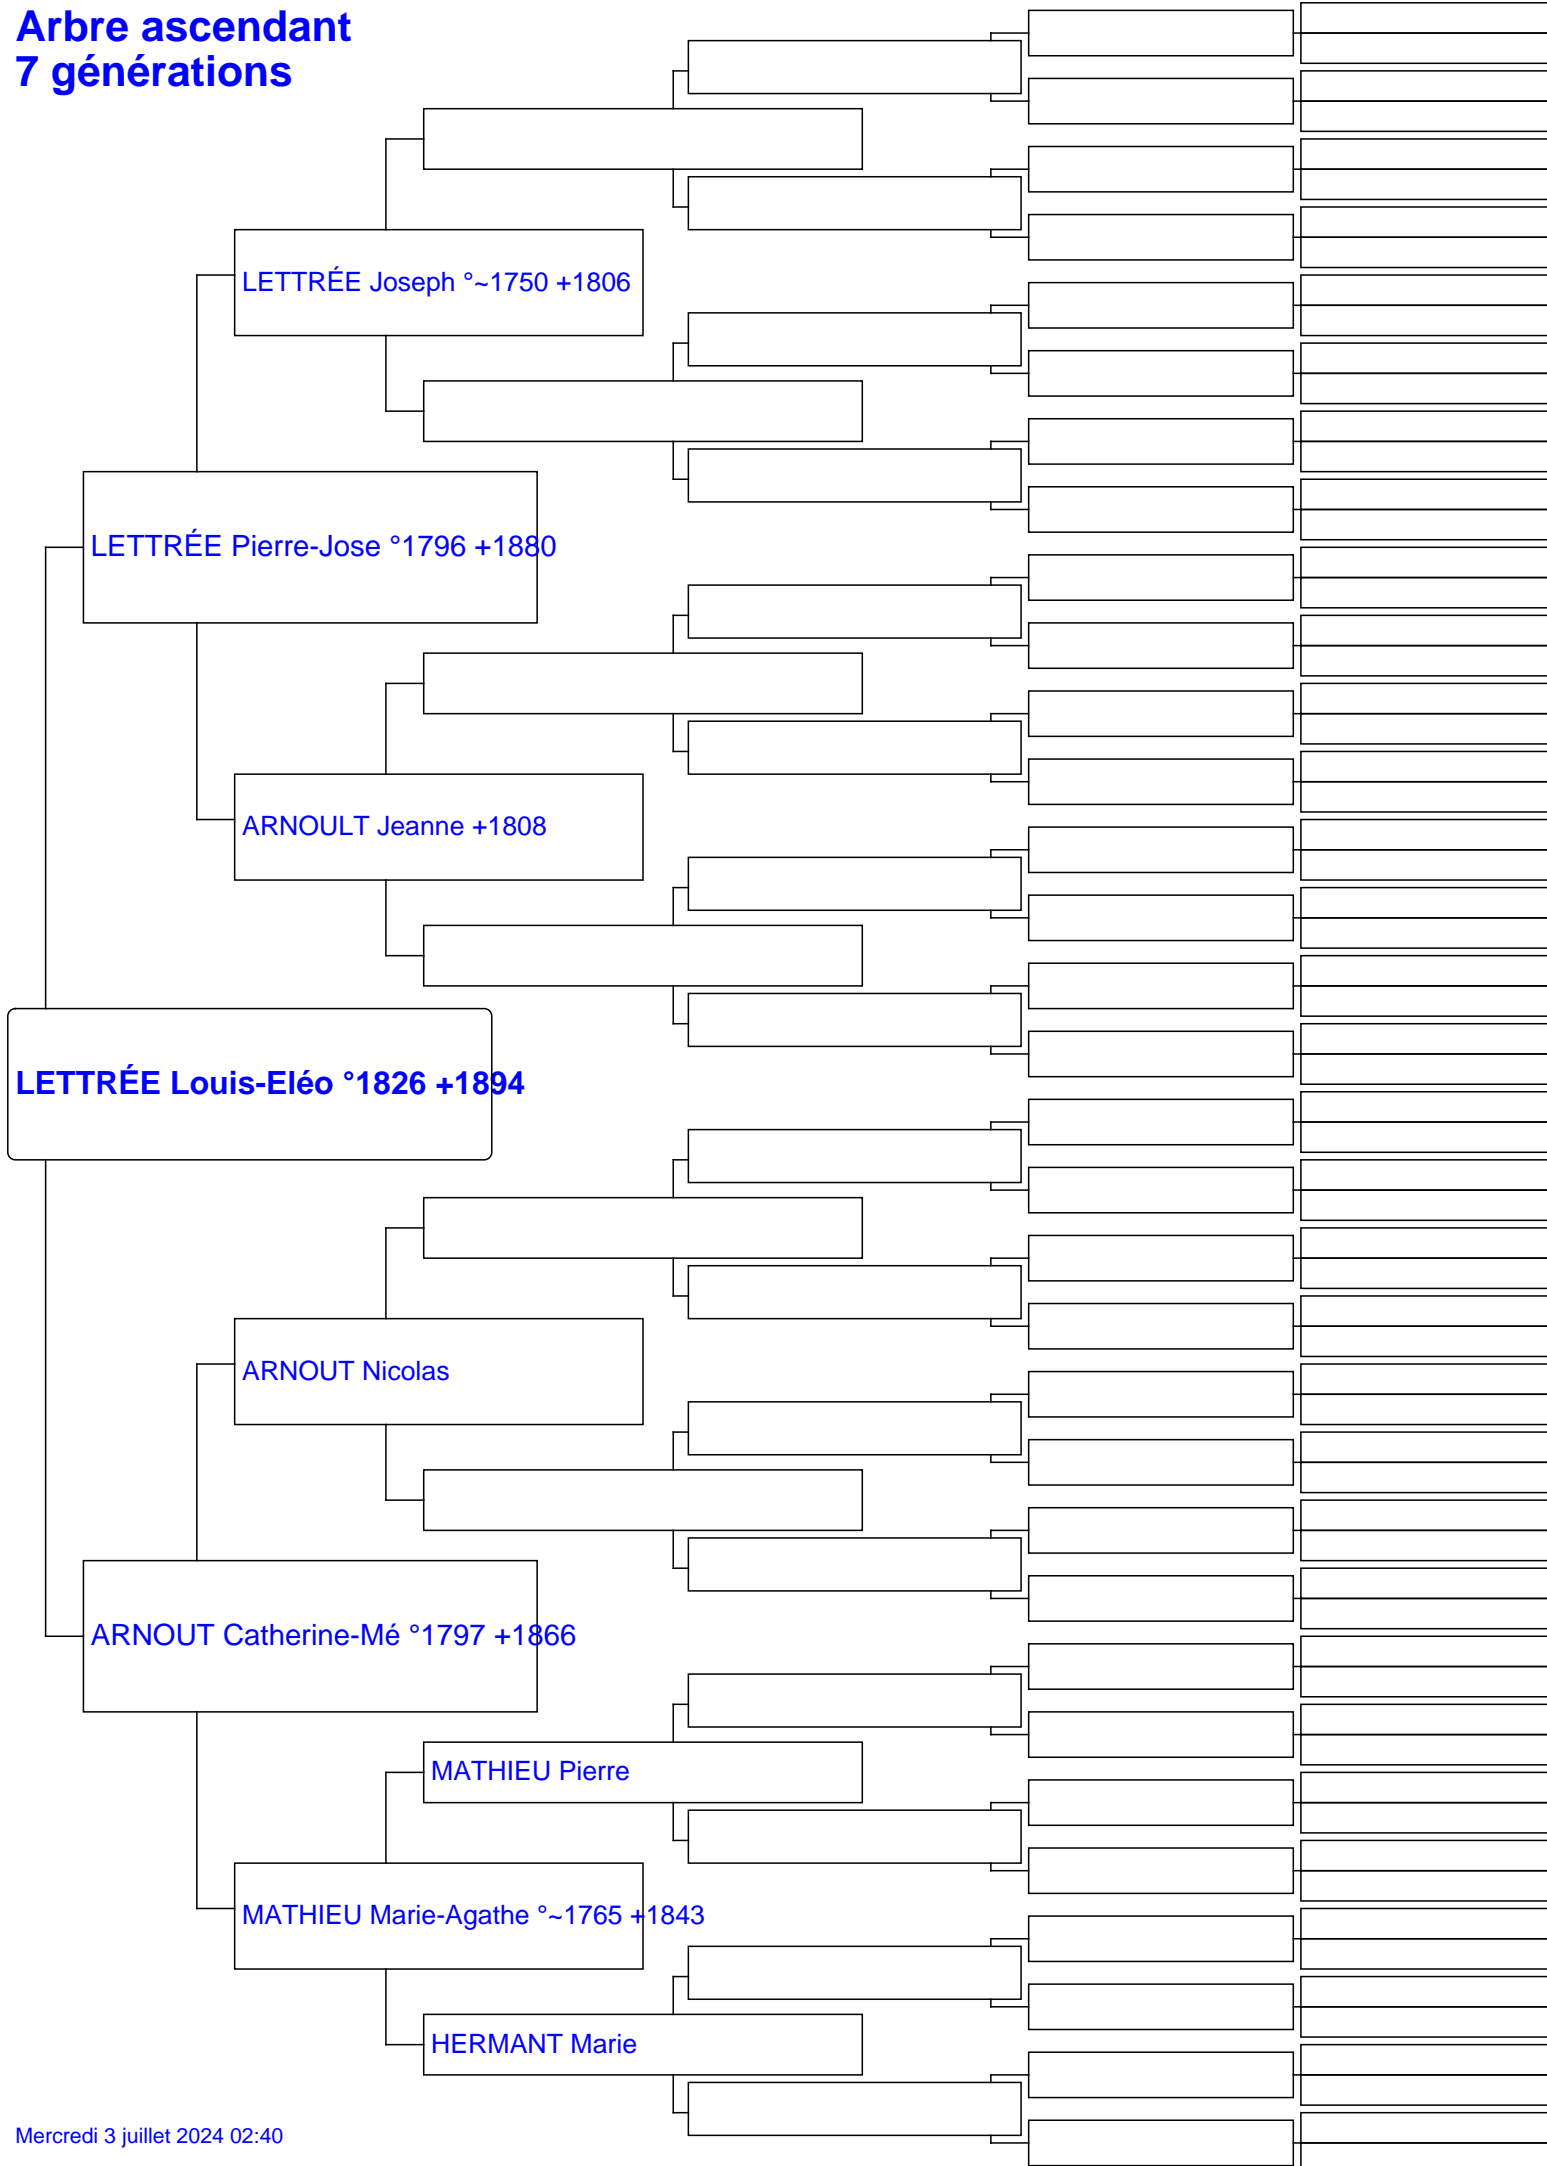 Arbre ascendant
7 générations
LETTRÉE Joseph °~1750 +1806
LETTRÉE Pierre-Jose °1796 +1880
ARNOULT Jeanne +1808
LETTRÉE Louis-Eléo °1826 +1894
ARNOUT Nicolas
ARNOUT Catherine-Mé °1797 +1866
MATHIEU Pierre
MATHIEU Marie-Agathe °~1765 +1843
HERMANT Marie
Mercredi 3 juillet 2024 02:40